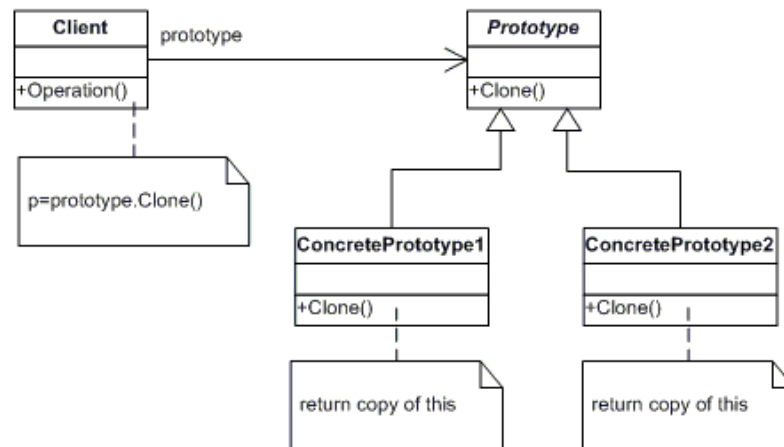 Client
prototype
Prototype
+Operation()
+Clone()
p=prototype.Clone()
ConcretePrototype1
ConcretePrototype2
+Clone()
+Clone()
return copy of this
return copy of this